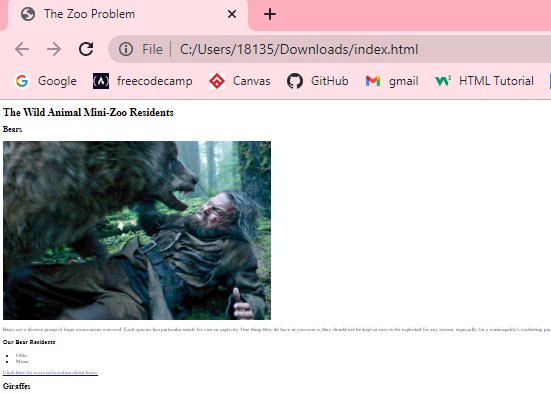 The Zoo Problem
File | C:/Users/18135/Downloads/index.html
Google freecodecamp Canvas GitHub gmail HTML Tutorial
The Wild Animal Mini-Zoo Residents
Bears
Bears are a diverse group of large omnivorous mammal. Each species has particular needs for care in captivity. One thing they do have in common is they should not be kept in zoos to be exploited for any reason, especially for a municipality's marketing
Our Bear Residents
Ollie
Click here for more information about bears.
Giraffes